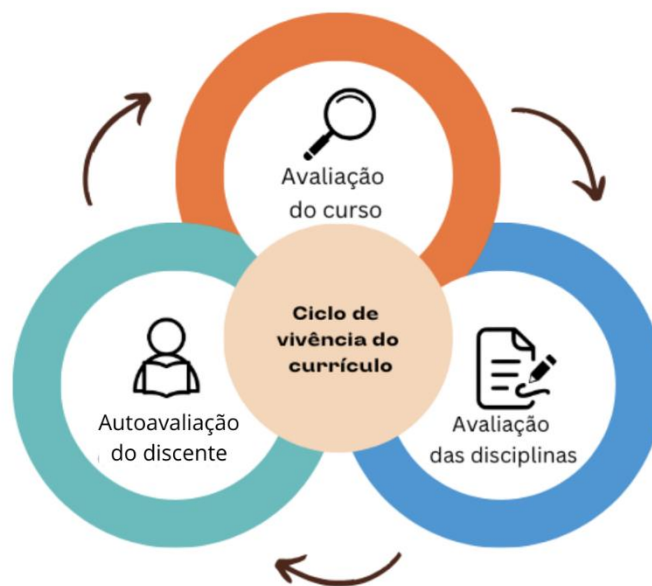 Avaliação
do curso
Ciclo de
vivência do
currículo
Autoavaliação
do discente
Avaliação
das disciplinas